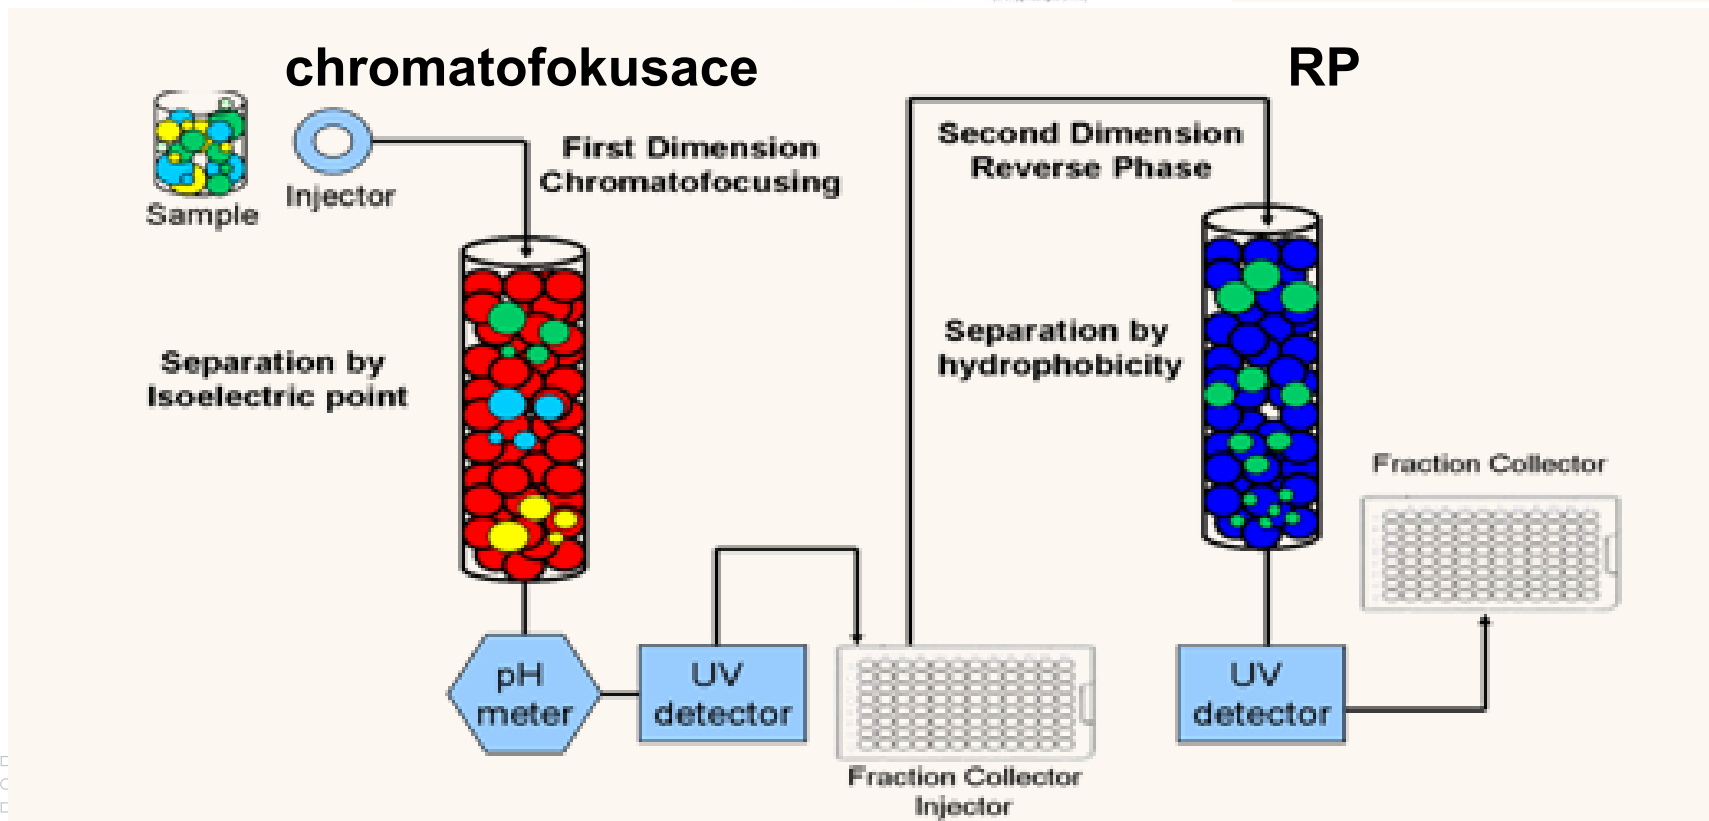 chromatofokusace
RP
Sample
Injector
First Dimension
Chromatofocusing
Separation by
Isoelectric point
pH
meter
UV
detector
Fraction Collector
Injector
Second Dimension
Reverse Phase
Separation by
hydrophobicity
UV
detector
Fraction Collector